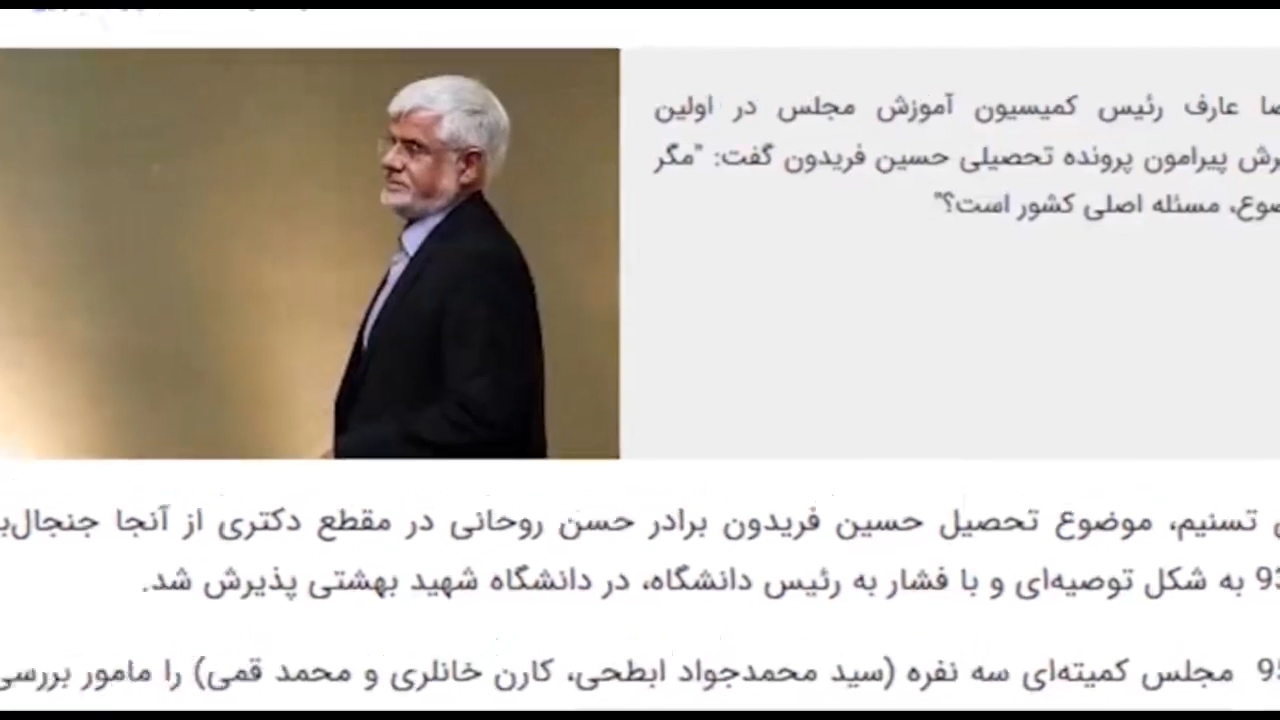 عارف رئیس کمیسیون آموزش مجلس در اولین
پیرامون پرونده تحصیلی حسین فریدون گفت: "مگر
مسئله اصلی کشور است؟"
تسنیم، موضوع تحصیل حسین فریدون برادر حسن روحانی در مقطع دکتری از آنجا
به شکل توصیه‌ای و با فشار به رئیس دانشگاه، در دانشگاه شهید بهشتی پذیرش شد.
مجلس کمیته‌ای سه نفره (سید محمدجواد ابطحی، کارن خانلری و محمد قمی) را مامور بررسی